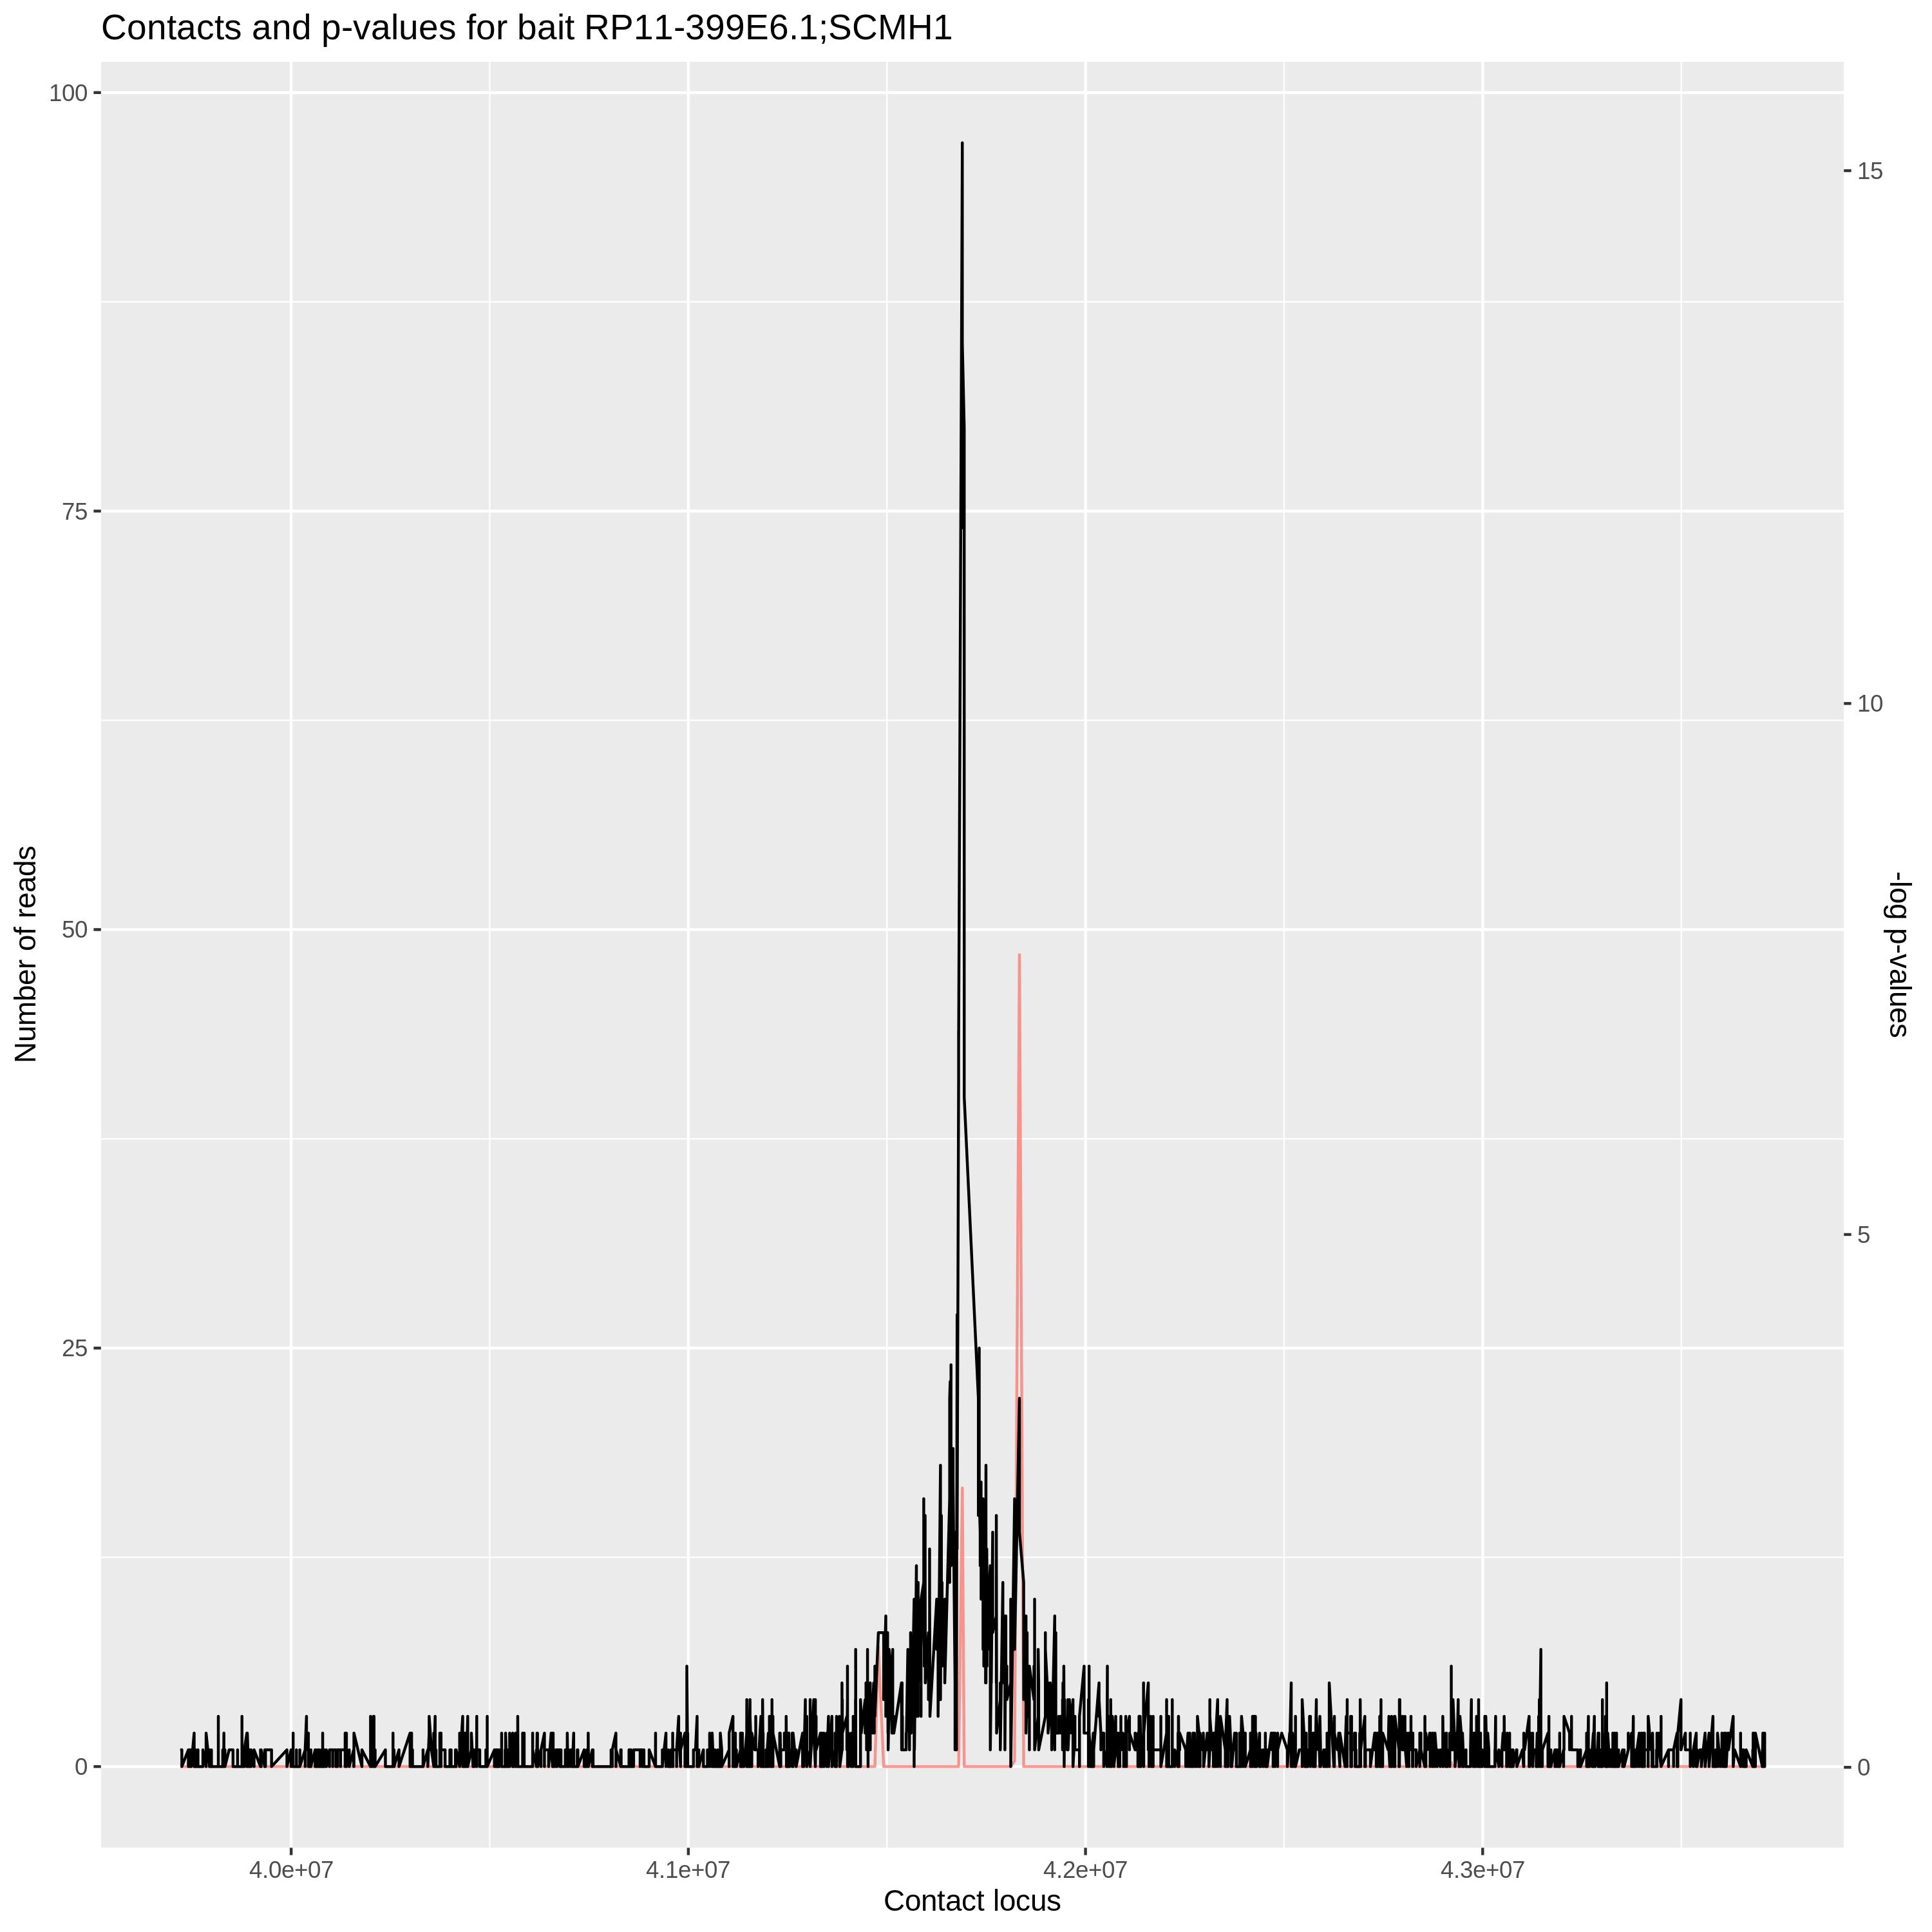 Contacts and p-values for bait RP11-399E6.1;SCMH1
100
75
50
25
0
Number of reads
15
10
5
0
-log p-values
4.0e+07 4.1e+07 4.2e+07 4.3e+07
Contact locus